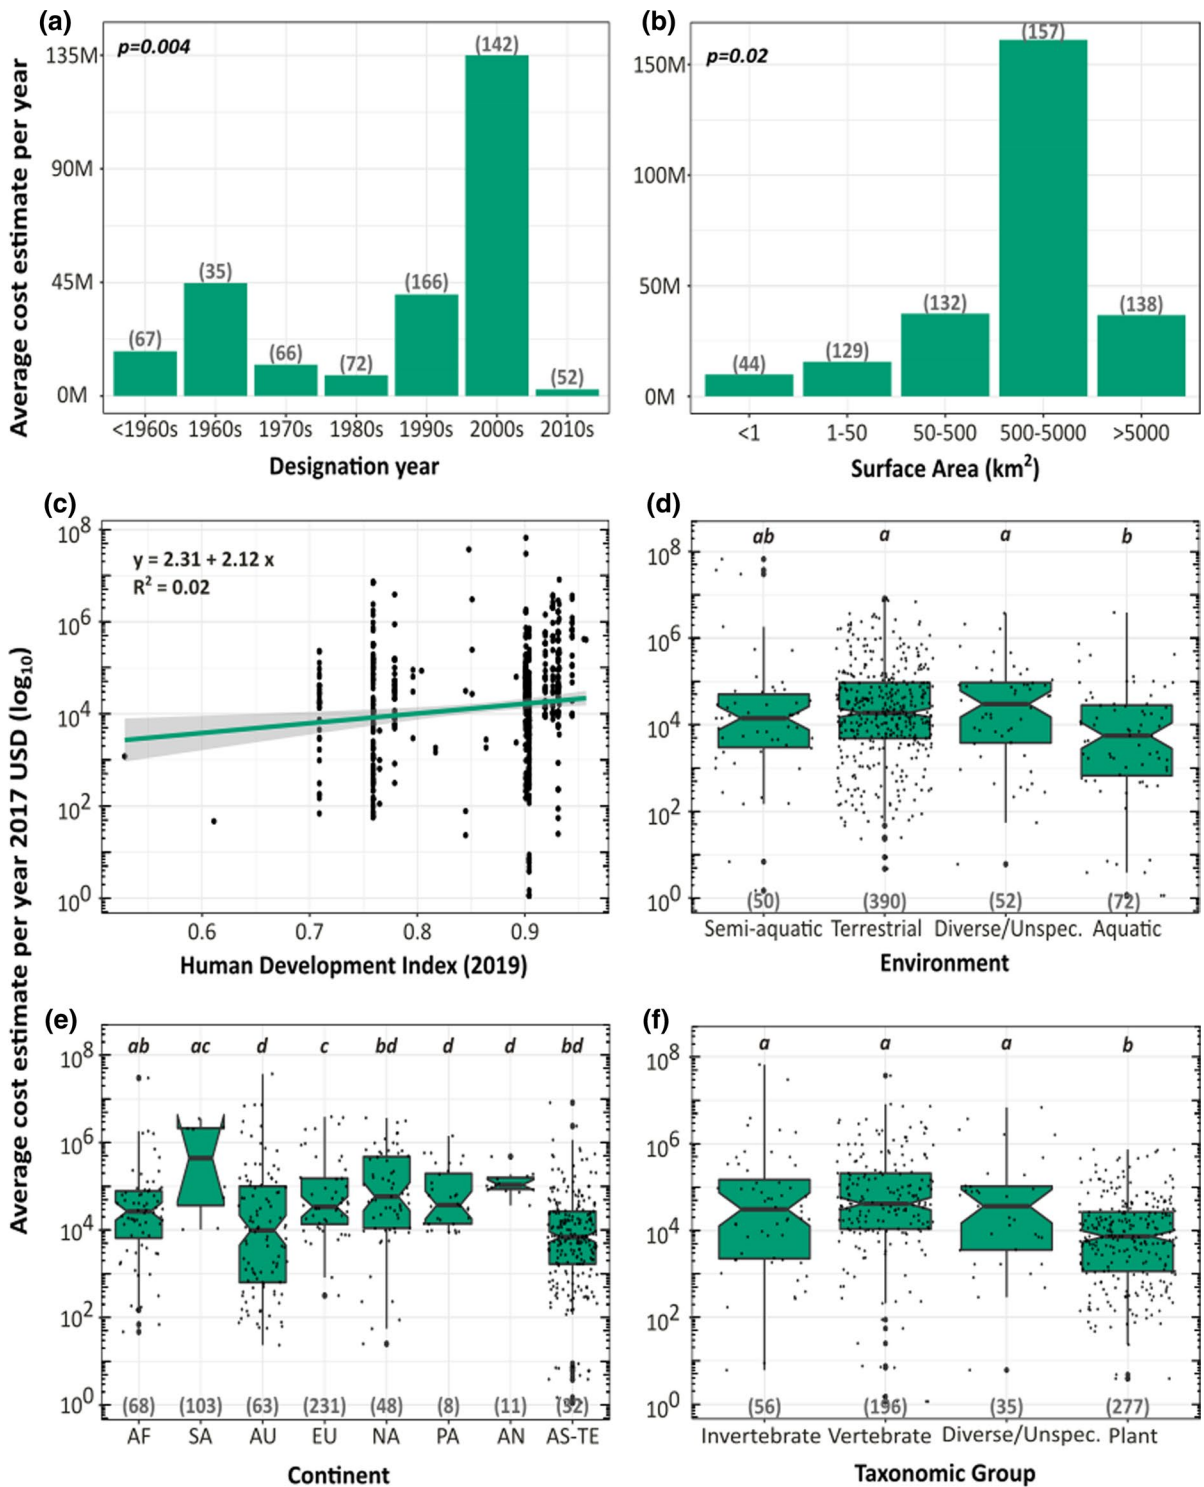 (a)
p=0.004
Average cost estimate per year
135M
90M
45M
0M
(67)
(35)
(66)
(72)
(166)
(142)
(52)
<1960s 1960s 1970s 1980s 1990s 2000s 2010s
Designation year
(b)
p=0.02
150M
100M
50M
0M
(44)
(129)
(132)
(157)
(138)
<1 1-50 50-500 500-5000 >5000
Surface Area (km²)
Average cost estimate per year 2017 USD (log₁₀)
(c)
y = 2.31 + 2.12 x
R² = 0.02
10⁸
10⁶
10⁴
10²
10⁰
0.6 0.7 0.8 0.9
Human Development Index (2019)
(d)
ab a a b
10⁸
10⁶
10⁴
10²
10⁰
(50) (390) (52) (72)
Semi-aquatic Terrestrial Diverse/Unspec. Aquatic
Environment
(e)
ab ac d c bd d d bd
10⁸
10⁶
10⁴
10²
10⁰
(68) (103) (63) (231) (48) (8) (11) (32)
AF SA AU EU NA PA AN AS-TE
Continent
(f)
a a a b
10⁸
10⁶
10⁴
10²
10⁰
(56) (196) (35) (277)
Invertebrate Vertebrate Diverse/Unspec. Plant
Taxonomic Group